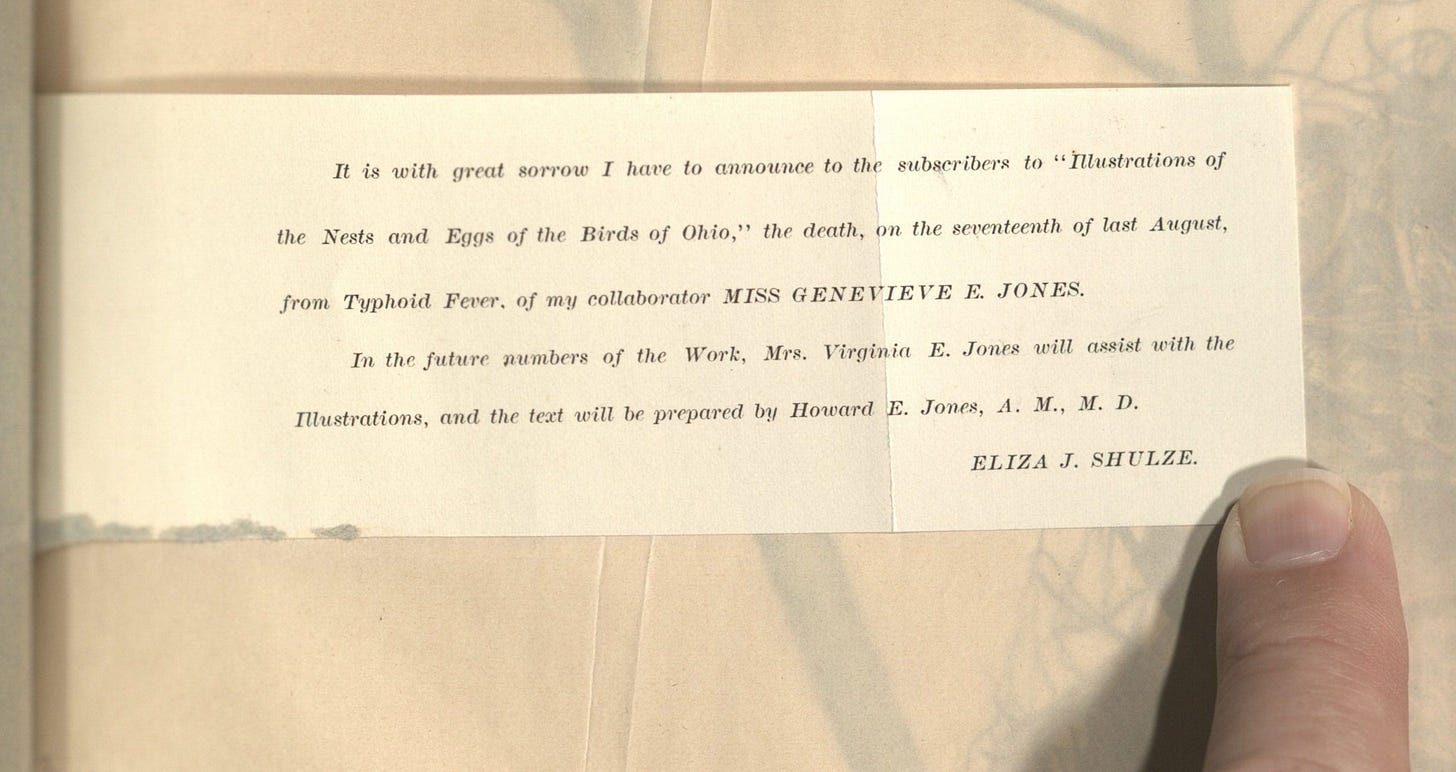 It is with great sorrow I have to announce to the subscribers to “Illustrations of
the Nests and Eggs of the Birds of Ohio,” the death, on the seventeenth of last August,
from Typhoid Fever, of my collaborator MISS GENEVIEVE E. JONES.
In the future numbers of the Work, Mrs. Virginia E. Jones will assist with the
Illustrations, and the text will be prepared by Howard E. Jones, A. M., M. D.
ELIZA J. SHULZE.